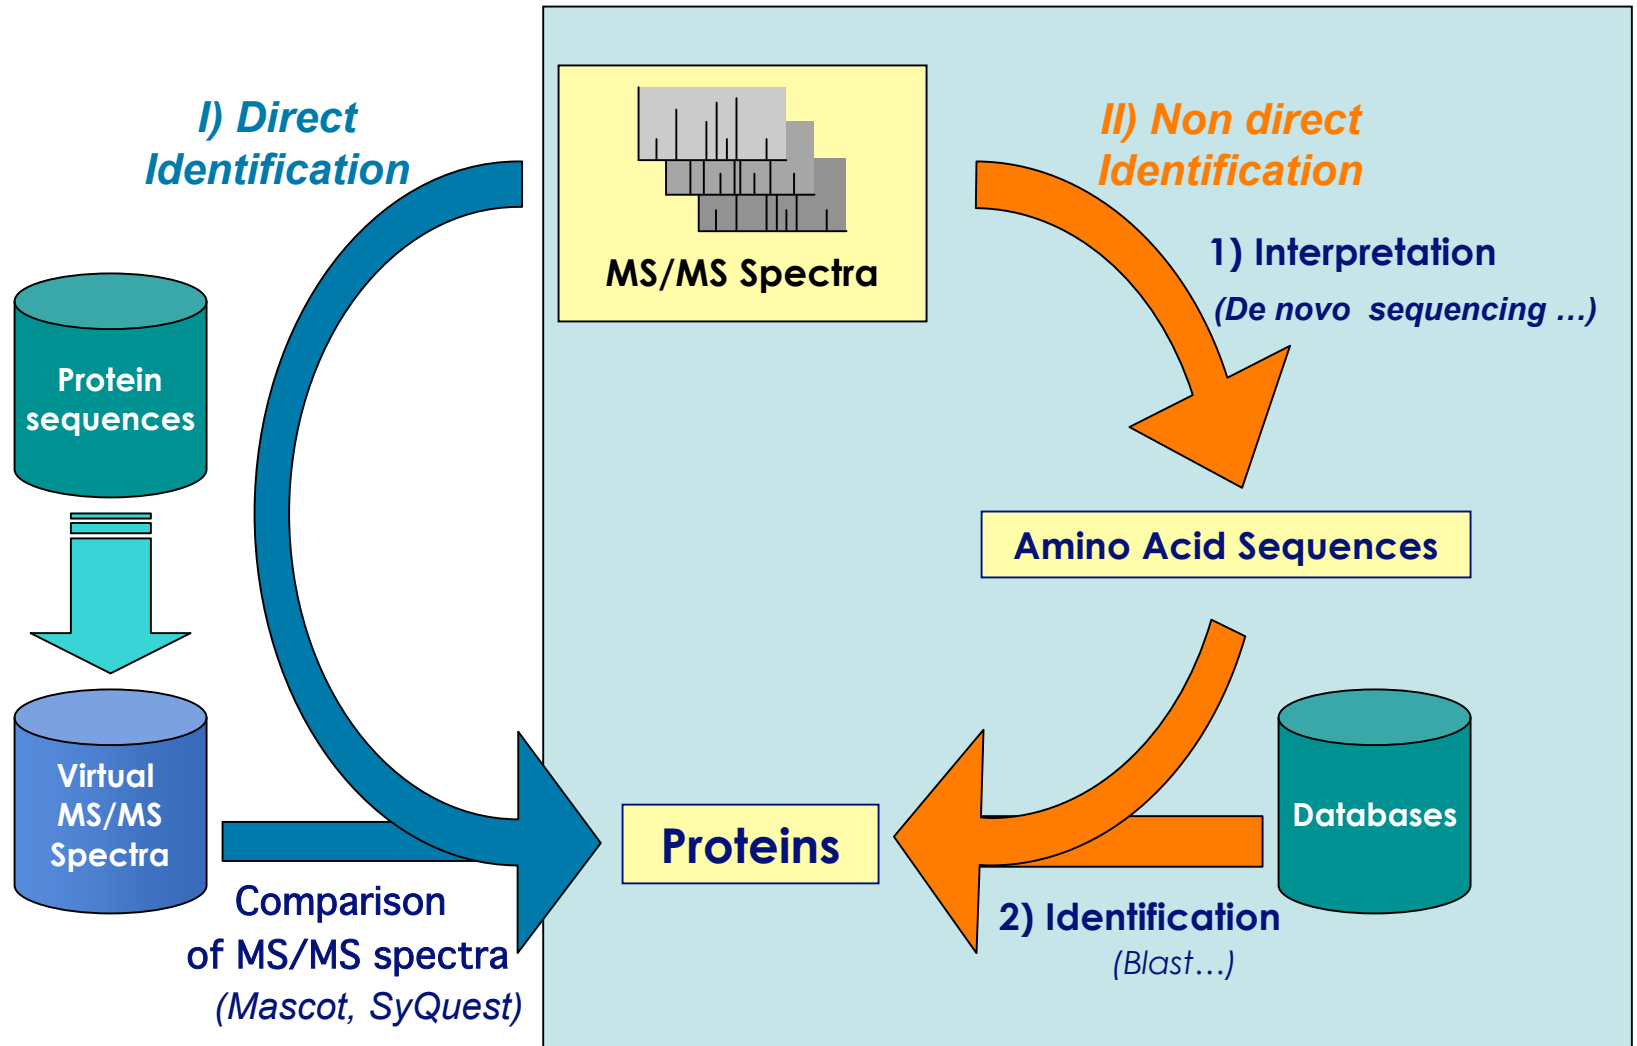 I) Direct
Identification
MS/MS Spectra
II) Non direct
Identification
1) Interpretation
(De novo sequencing ...)
Protein
sequences
Amino Acid Sequences
Virtual
MS/MS
Spectra
Proteins
Databases
Comparison
of MS/MS spectra
(Mascot, SyQuest)
2) Identification
(Blast...)